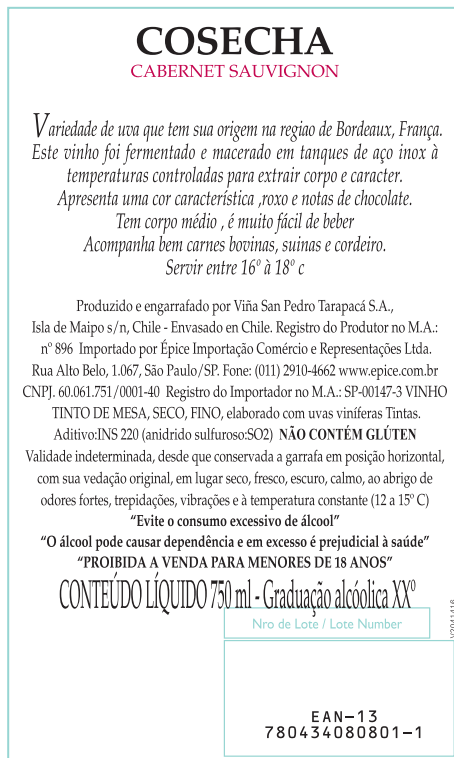 COSECHA
CABERNET SAUVIGNON
Variedade de uva que tem sua origem na regiao de Bordeaux, França.
Este vinho foi fermentado e macerado em tanques de aço inox à
temperaturas controladas para extrair corpo e caracter.
Apresenta uma cor característica ,roxo e notas de chocolate.
Tem corpo médio , é muito fácil de beber
Acompanha bem carnes bovinas, suinas e cordeiro.
Servir entre 16º à 18º c
Produzido e engarrafado por Viña San Pedro Tarapacá S.A.,
Isla de Maipo s/n, Chile - Envasado en Chile. Registro do Produtor no M.A.:
nº 896 Importado por Épice Importação Comércio e Representações Ltda.
Rua Alto Belo, 1.067, São Paulo/SP. Fone: (011) 2910-4662 www.epice.com.br
CNPJ. 60.061.751/0001-40 Registro do Importador no M.A.: SP-00147-3 VINHO
TINTO DE MESA, SECO, FINO, elaborado com uvas viníferas Tintas.
Aditivo:INS 220 (anidrido sulfuroso:SO2) NÃO CONTÉM GLÚTEN
Validade indeterminada, desde que conservada a garrafa em posição horizontal,
com sua vedação original, em lugar seco, fresco, escuro, calmo, ao abrigo de
odores fortes, trepidações, vibrações e à temperatura constante (12 a 15º C)
"Evite o consumo excessivo de álcool"
"O álcool pode causar dependência e em excesso é prejudicial à saúde"
"PROIBIDA A VENDA PARA MENORES DE 18 ANOS"
CONTEÚDO LÍQUIDO 750 ml - Graduação alcóolica XXº
Nro de Lote / Lote Number
V2041416
EAN-13
780434080801-1